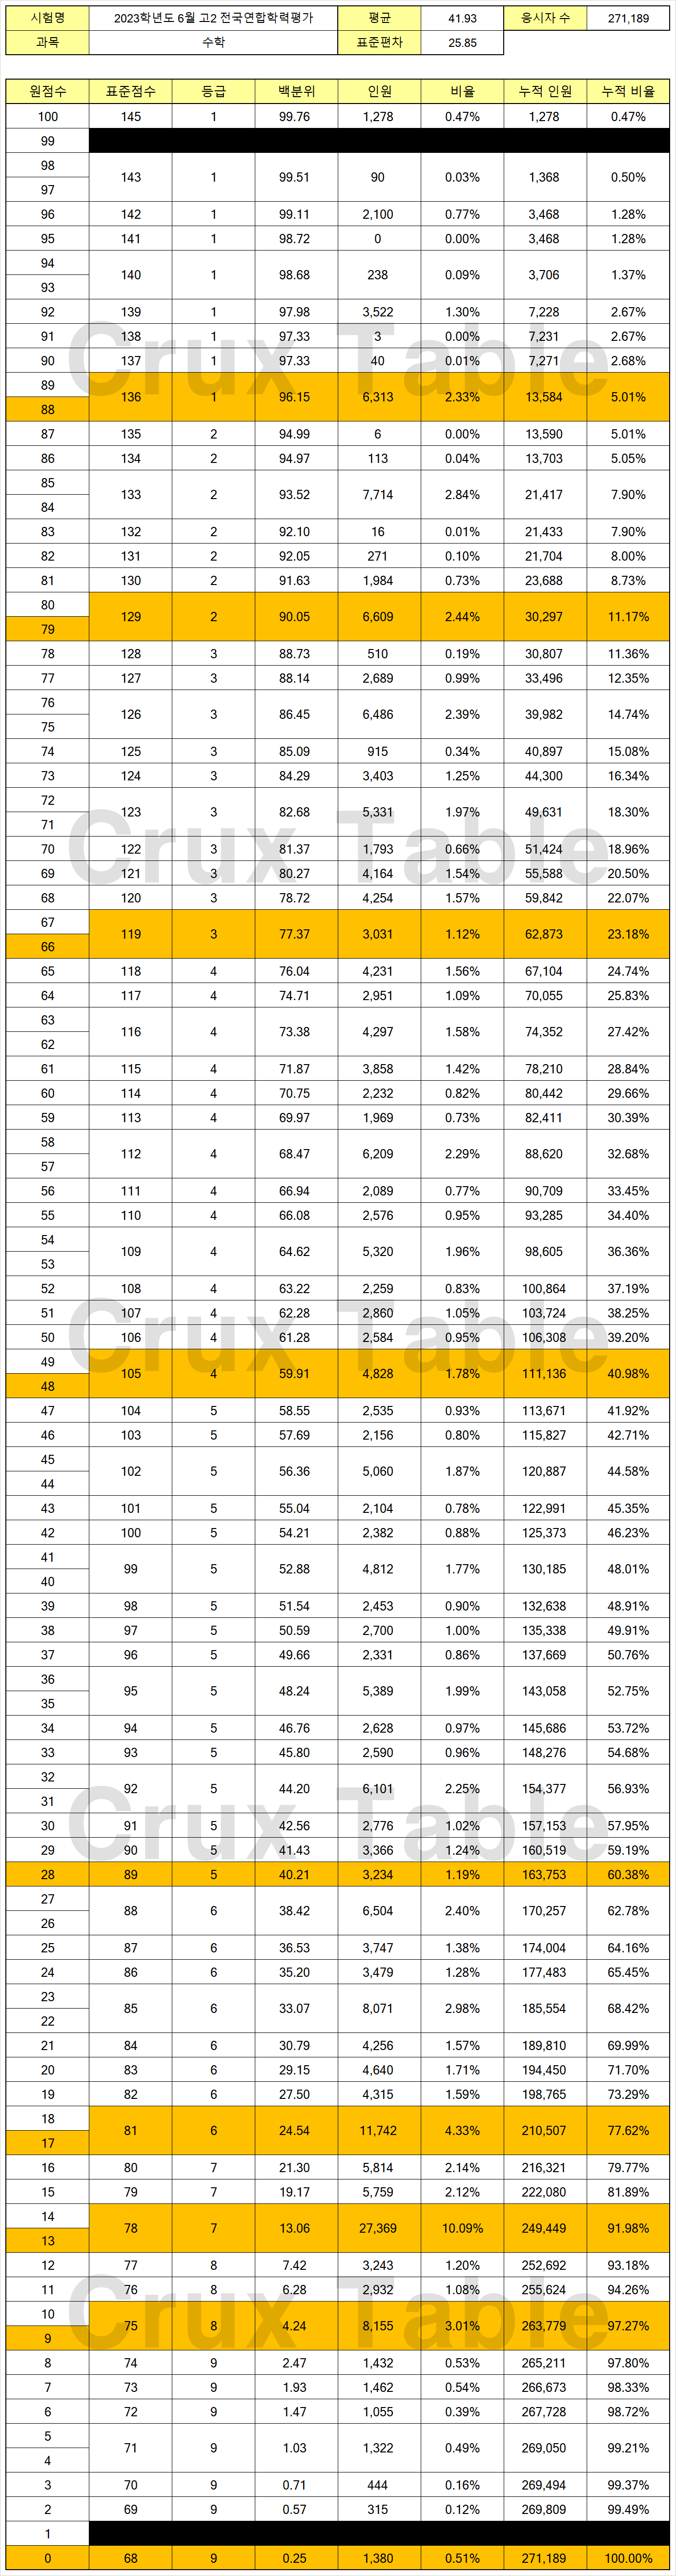 시험명 2023학년도 6월 고2 전국연합학력평가 평균 41.93 응시자 수 271,189
과목 수학 표준편차 25.85
원점수 표준점수 등급 백분위 인원 비율 누적 인원 누적 비율
100 145 1 99.76 1,278 0.47% 1,278 0.47%
99
98
143 1 99.51 90 0.03% 1,368 0.50%
97
96 142 1 99.11 2,100 0.77% 3,468 1.28%
95 141 1 98.72 0 0.00% 3,468 1.28%
94
140 1 98.68 238 0.09% 3,706 1.37%
93
92 139 1 97.98 3,522 1.30% 7,228 2.67%
91 138 1 97.33 3 0.00% 7,231 2.67%
90 137 1 97.33 40 0.01% 7,271 2.68%
Crux Table
89
136 1 96.15 6,313 2.33% 13,584 5.01%
88
87 135 2 94.99 6 0.00% 13,590 5.01%
86 134 2 94.97 113 0.04% 13,703 5.05%
85
133 2 93.52 7,714 2.84% 21,417 7.90%
84
83 132 2 92.10 16 0.01% 21,433 7.90%
82 131 2 92.05 271 0.10% 21,704 8.00%
81 130 2 91.63 1,984 0.73% 23,688 8.73%
80
129 2 90.05 6,609 2.44% 30,297 11.17%
79
78 128 3 88.73 510 0.19% 30,807 11.36%
77 127 3 88.14 2,689 0.99% 33,496 12.35%
76
126 3 86.45 6,486 2.39% 39,982 14.74%
75
74 125 3 85.09 915 0.34% 40,897 15.08%
73 124 3 84.29 3,403 1.25% 44,300 16.34%
72
123 3 82.68 5,331 1.97% 49,631 18.30%
71
Crux Table
70 122 3 81.37 1,793 0.66% 51,424 18.96%
69 121 3 80.27 4,164 1.54% 55,588 20.50%
68 120 3 78.72 4,254 1.57% 59,842 22.07%
67
119 3 77.37 3,031 1.12% 62,873 23.18%
66
65 118 4 76.04 4,231 1.56% 67,104 24.74%
64 117 4 74.71 2,951 1.09% 70,055 25.83%
63
116 4 73.38 4,297 1.58% 74,352 27.42%
62
61 115 4 71.87 3,858 1.42% 78,210 28.84%
60 114 4 70.75 2,232 0.82% 80,442 29.66%
59 113 4 69.97 1,969 0.73% 82,411 30.39%
58
112 4 68.47 6,209 2.29% 88,620 32.68%
57
56 111 4 66.94 2,089 0.77% 90,709 33.45%
55 110 4 66.08 2,576 0.95% 93,285 34.40%
54
109 4 64.62 5,320 1.96% 98,605 36.36%
53
52 108 4 63.22 2,259 0.83% 100,864 37.19%
51 107 4 62.28 2,860 1.05% 103,724 38.25%
Crux Table
50 106 4 61.28 2,584 0.95% 106,308 39.20%
49
105 4 59.91 4,828 1.78% 111,136 40.98%
48
47 104 5 58.55 2,535 0.93% 113,671 41.92%
46 103 5 57.69 2,156 0.80% 115,827 42.71%
45
102 5 56.36 5,060 1.87% 120,887 44.58%
44
43 101 5 55.04 2,104 0.78% 122,991 45.35%
42 100 5 54.21 2,382 0.88% 125,373 46.23%
41
99 5 52.88 4,812 1.77% 130,185 48.01%
40
39 98 5 51.54 2,453 0.90% 132,638 48.91%
38 97 5 50.59 2,700 1.00% 135,338 49.91%
37 96 5 49.66 2,331 0.86% 137,669 50.76%
36
95 5 48.24 5,389 1.99% 143,058 52.75%
35
34 94 5 46.76 2,628 0.97% 145,686 53.72%
33 93 5 45.80 2,590 0.96% 148,276 54.68%
32
92 5 44.20 6,101 2.25% 154,377 56.93%
31
Crux Table
30 91 5 42.56 2,776 1.02% 157,153 57.95%
29 90 5 41.43 3,366 1.24% 160,519 59.19%
28 89 5 40.21 3,234 1.19% 163,753 60.38%
27
88 6 38.42 6,504 2.40% 170,257 62.78%
26
25 87 6 36.53 3,747 1.38% 174,004 64.16%
24 86 6 35.20 3,479 1.28% 177,483 65.45%
23
85 6 33.07 8,071 2.98% 185,554 68.42%
22
21 84 6 30.79 4,256 1.57% 189,810 69.99%
20 83 6 29.15 4,640 1.71% 194,450 71.70%
19 82 6 27.50 4,315 1.59% 198,765 73.29%
18
81 6 24.54 11,742 4.33% 210,507 77.62%
17
16 80 7 21.30 5,814 2.14% 216,321 79.77%
15 79 7 19.17 5,759 2.12% 222,080 81.89%
14
78 7 13.06 27,369 10.09% 249,449 91.98%
13
12 77 8 7.42 3,243 1.20% 252,692 93.18%
11 76 8 6.28 2,932 1.08% 255,624 94.26%
Crux Table
10
75 8 4.24 8,155 3.01% 263,779 97.27%
9
8 74 9 2.47 1,432 0.53% 265,211 97.80%
7 73 9 1.93 1,462 0.54% 266,673 98.33%
6 72 9 1.47 1,055 0.39% 267,728 98.72%
5
71 9 1.03 1,322 0.49% 269,050 99.21%
4
3 70 9 0.71 444 0.16% 269,494 99.37%
2 69 9 0.57 315 0.12% 269,809 99.49%
1
0 68 9 0.25 1,380 0.51% 271,189 100.00%